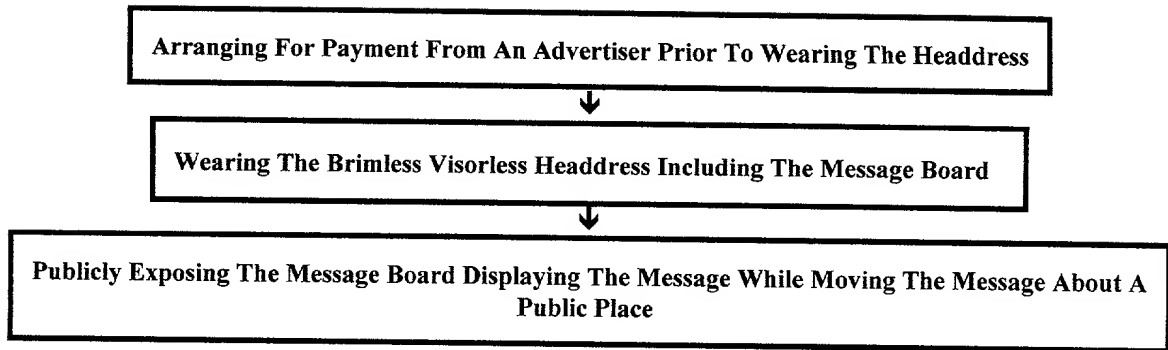 Arranging For Payment From An Advertiser Prior To Wearing The Headdress
Wearing The Brimless Visorless Headdress Including The Message Board
Publicly Exposing The Message Board Displaying The Message While Moving The Message About A
Public Place